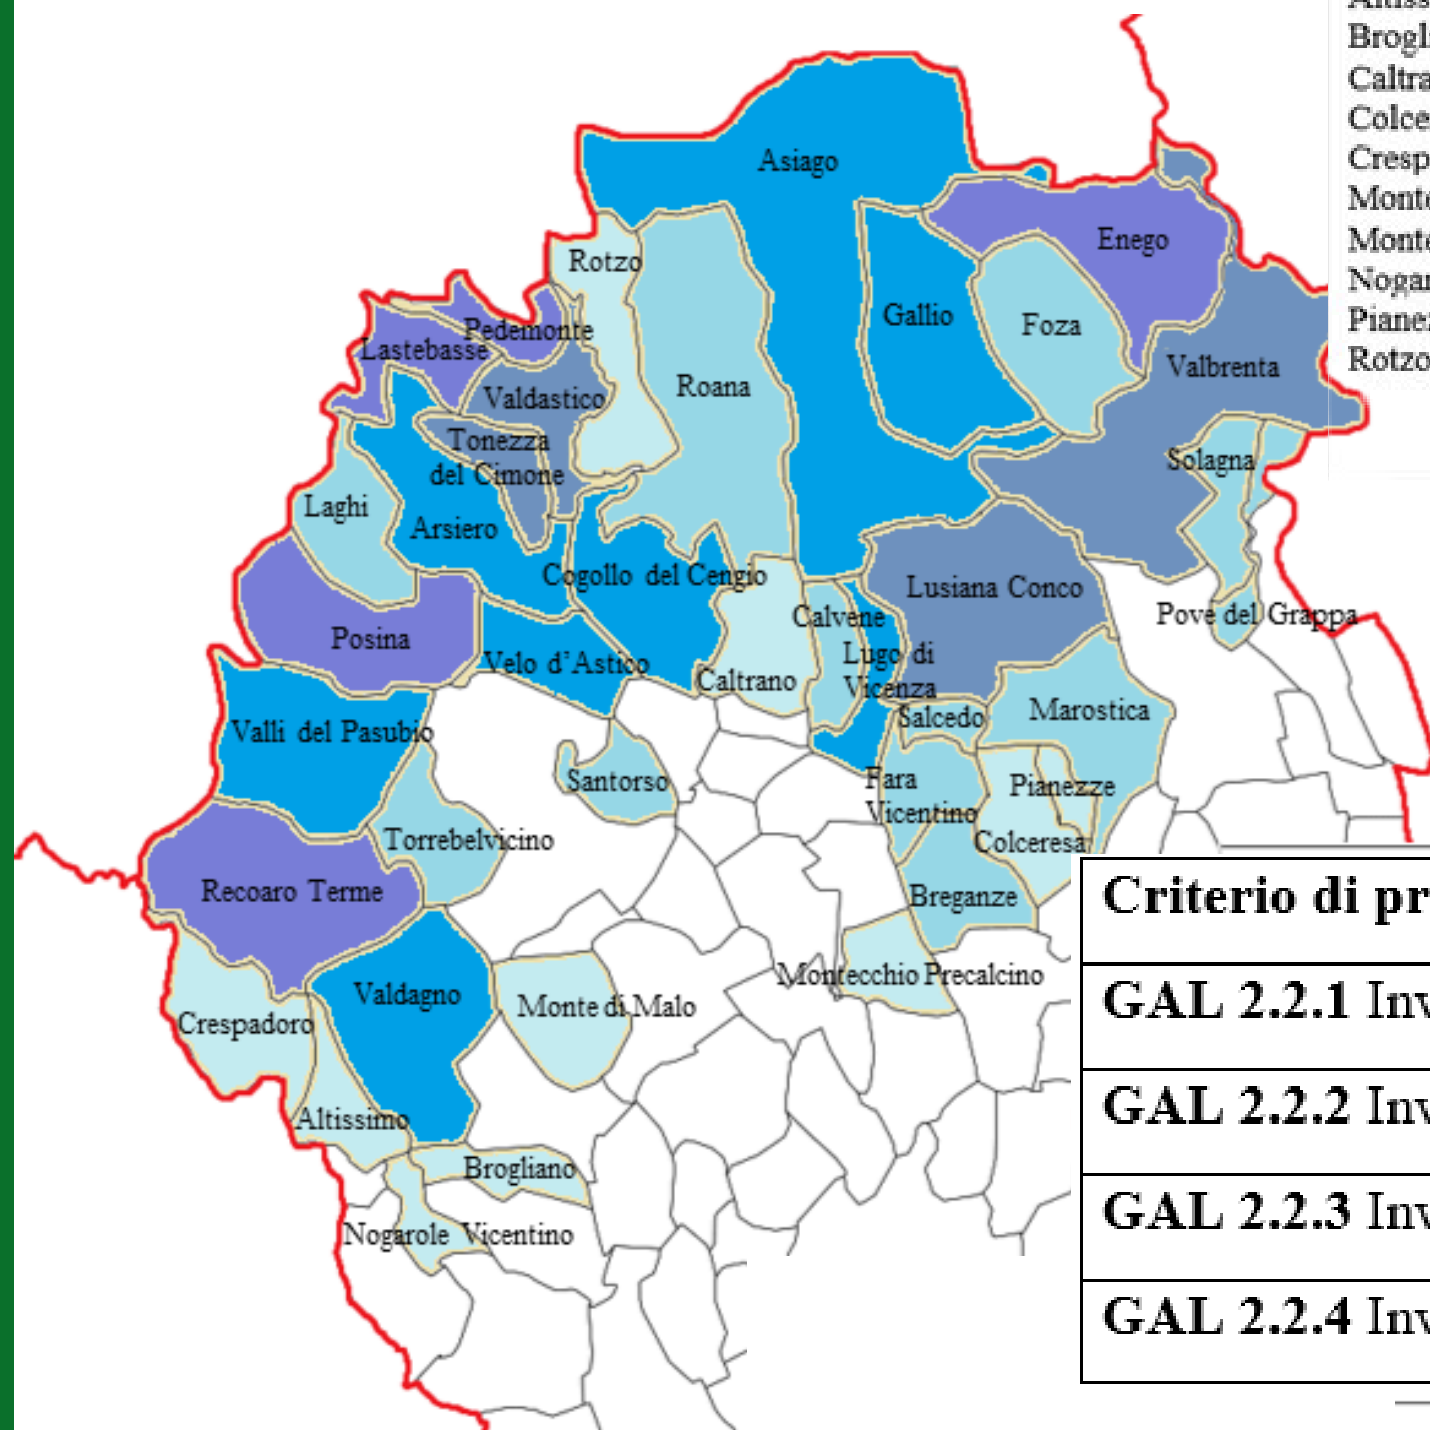 Brogl
Caltra
Colce
Cresp
Monte
Monte
Nogar
Pianez
Rotzo
Asiago
Enego
Rotzo
Gallio
Foza
Pedemonte
Lastebasse
Valbrenta
Roana
Valdastico
Tonezza
del Cimone
Solagna
Laghi
Arsiero
Cogollo del Cengio
Lusiana Conco
Calvene
Pove del Grappa
Posina
Lugo di
Vicenza
Velo d’Astico
Caltrano
Marostica
Salcedo
Valli del Pasubio
Santorso
Fara
Vicentino
Pianezze
Torrebelvicino
Colceresa
Recoaro Terme
Breganze
Montecchio Precalcino
Valdagno
Monte di Malo
Crespadoro
Altissimo
Brogliano
Nogarole Vicentino
Criterio di pr
GAL 2.2.1 Inv
GAL 2.2.2 Inv
GAL 2.2.3 Inv
GAL 2.2.4 Inv